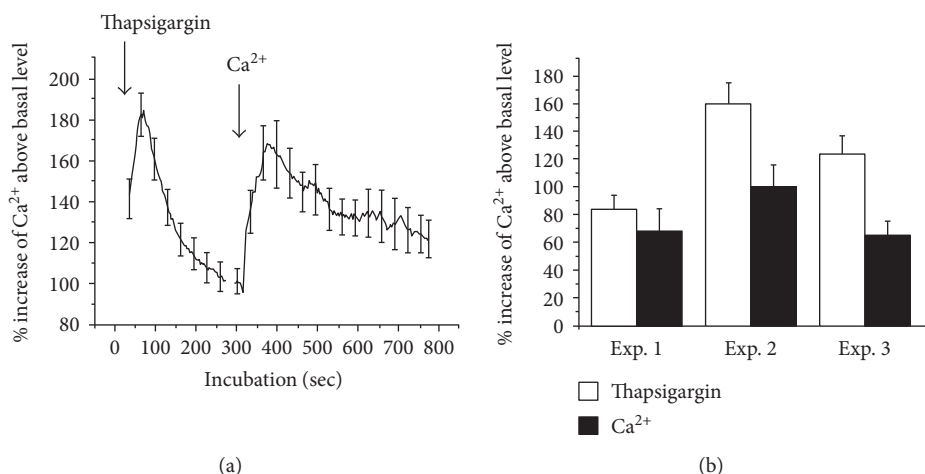 Thapsigargin
Ca²⁺
% increase of Ca²⁺ above basal level
200
180
160
140
120
100
80
0 100 200 300 400 500 600 700 800
Incubation (sec)
(a)
% increase of Ca²⁺ above basal level
180
160
140
120
100
80
60
40
20
0
Exp. 1 Exp. 2 Exp. 3
Thapsigargin
Ca²⁺
(b)